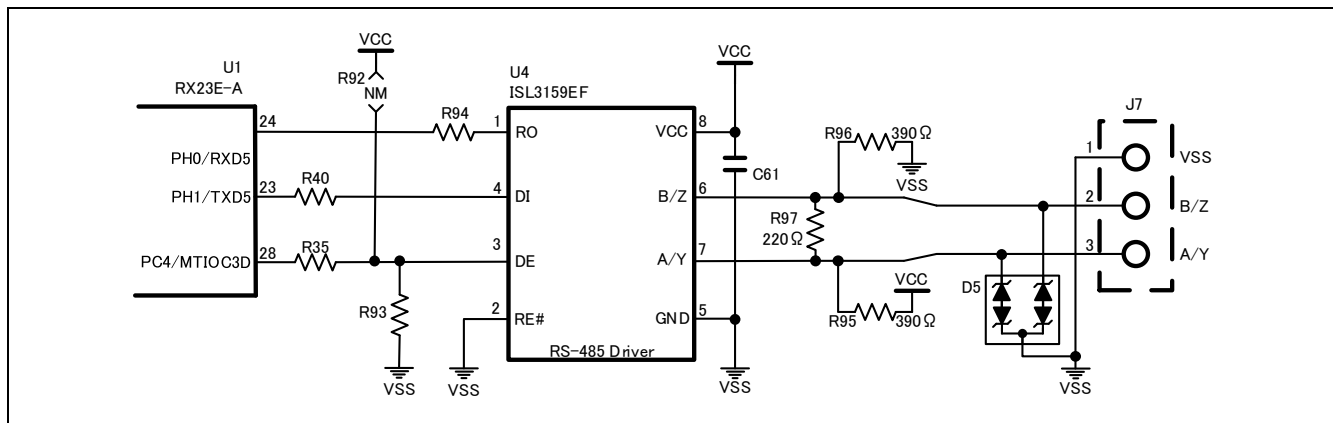 U1
RX23E-A
24
PH0/RXD5
23
PH1/TXD5
28
PC4/MTIOC3D
VCC
R92
NM
R94
R40
R35
R93
VSS
VSS
U4
ISL3159EF
1
RO
4
DI
3
DE
2
RE#
VCC
8
B/Z
6
A/Y
7
GND
5
RS-485 Driver
VCC
C61
VSS
R96
390Ω
VSS
R97
220Ω
VCC
R95
390Ω
D5
VSS
J7
1
VSS
2
B/Z
3
A/Y